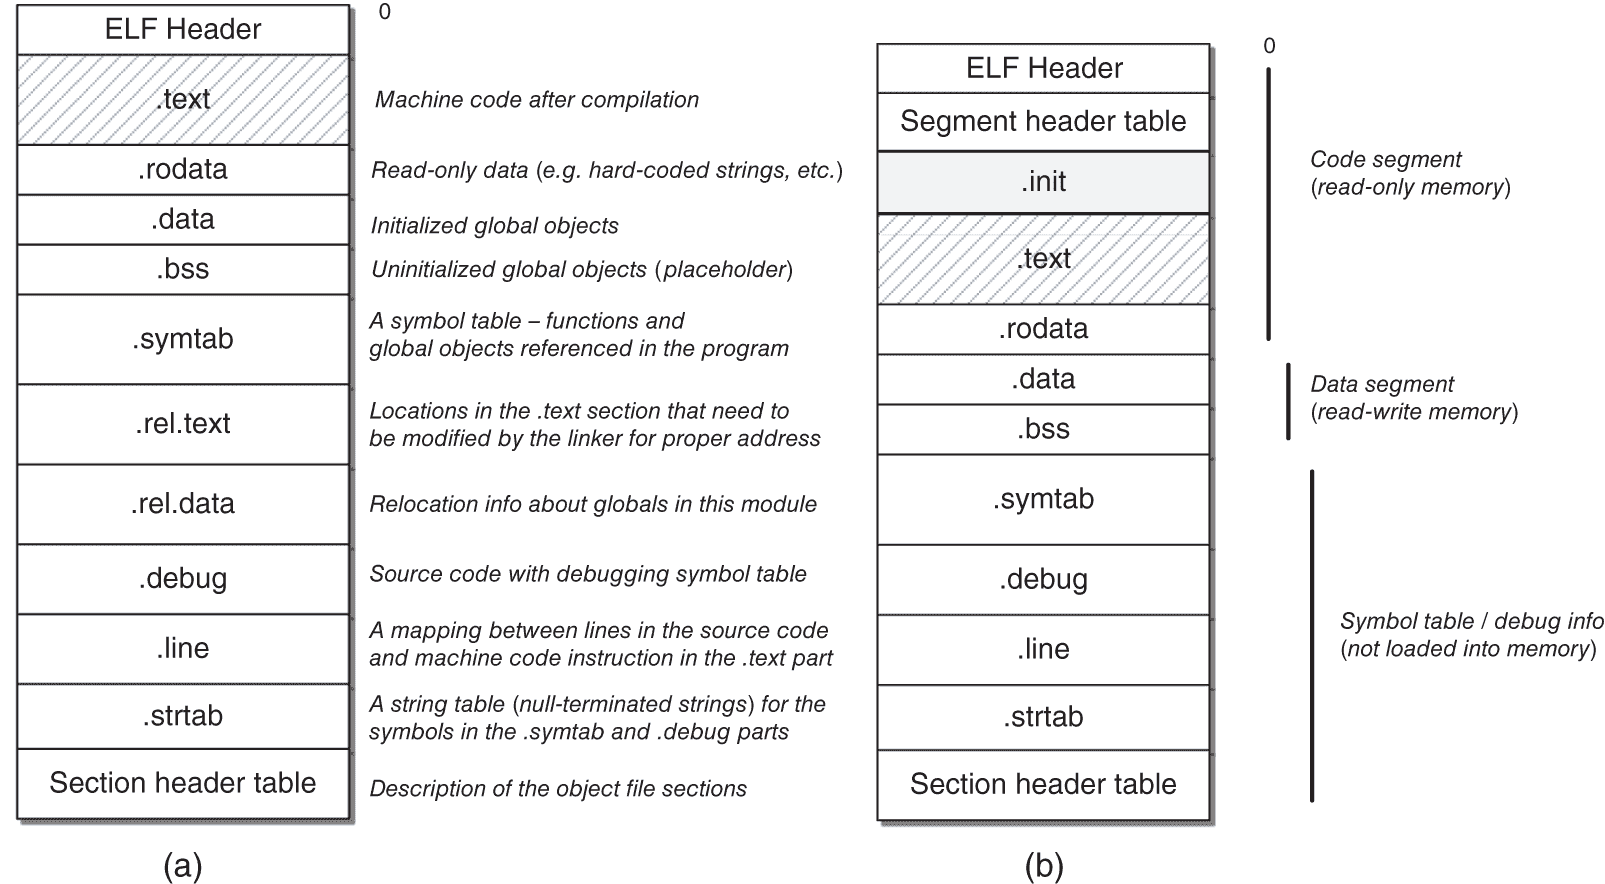 ELF Header
0
.text
Machine code after compilation
.rodata
Read-only data (e.g. hard-coded strings, etc.)
.data
Initialized global objects
.bss
Uninitialized global objects (placeholder)
.symtab
A symbol table – functions and
global objects referenced in the program
.rel.text
Locations in the .text section that need to
be modified by the linker for proper address
.rel.data
Relocation info about globals in this module
.debug
Source code with debugging symbol table
.line
A mapping between lines in the source code
and machine code instruction in the .text part
.strtab
A string table (null-terminated strings) for the
symbols in the .symtab and .debug parts
Section header table
Description of the object file sections
(a)
0
ELF Header
Segment header table
.init
.text
.rodata
Code segment
(read-only memory)
.data
.bss
Data segment
(read-write memory)
.symtab
.debug
.line
.strtab
Section header table
Symbol table / debug info
(not loaded into memory)
(b)